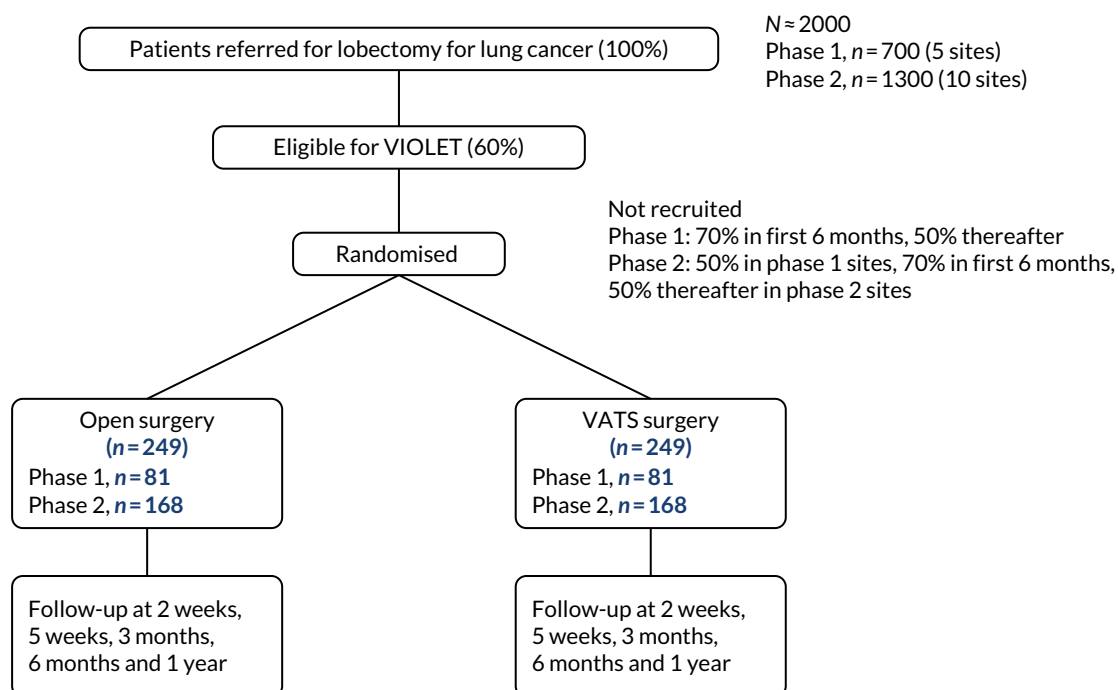 Patients referred for lobectomy for lung cancer (100%)
N ≈ 2000
Phase 1, n = 700 (5 sites)
Phase 2, n = 1300 (10 sites)
Eligible for VIOLET (60%)
Not recruited
Phase 1: 70% in first 6 months, 50% thereafter
Phase 2: 50% in phase 1 sites, 70% in first 6 months,
50% thereafter in phase 2 sites
Randomised
Open surgery
(n = 249)
Phase 1, n = 81
Phase 2, n = 168
VATS surgery
(n = 249)
Phase 1, n = 81
Phase 2, n = 168
Follow-up at 2 weeks,
5 weeks, 3 months,
6 months and 1 year
Follow-up at 2 weeks,
5 weeks, 3 months,
6 months and 1 year